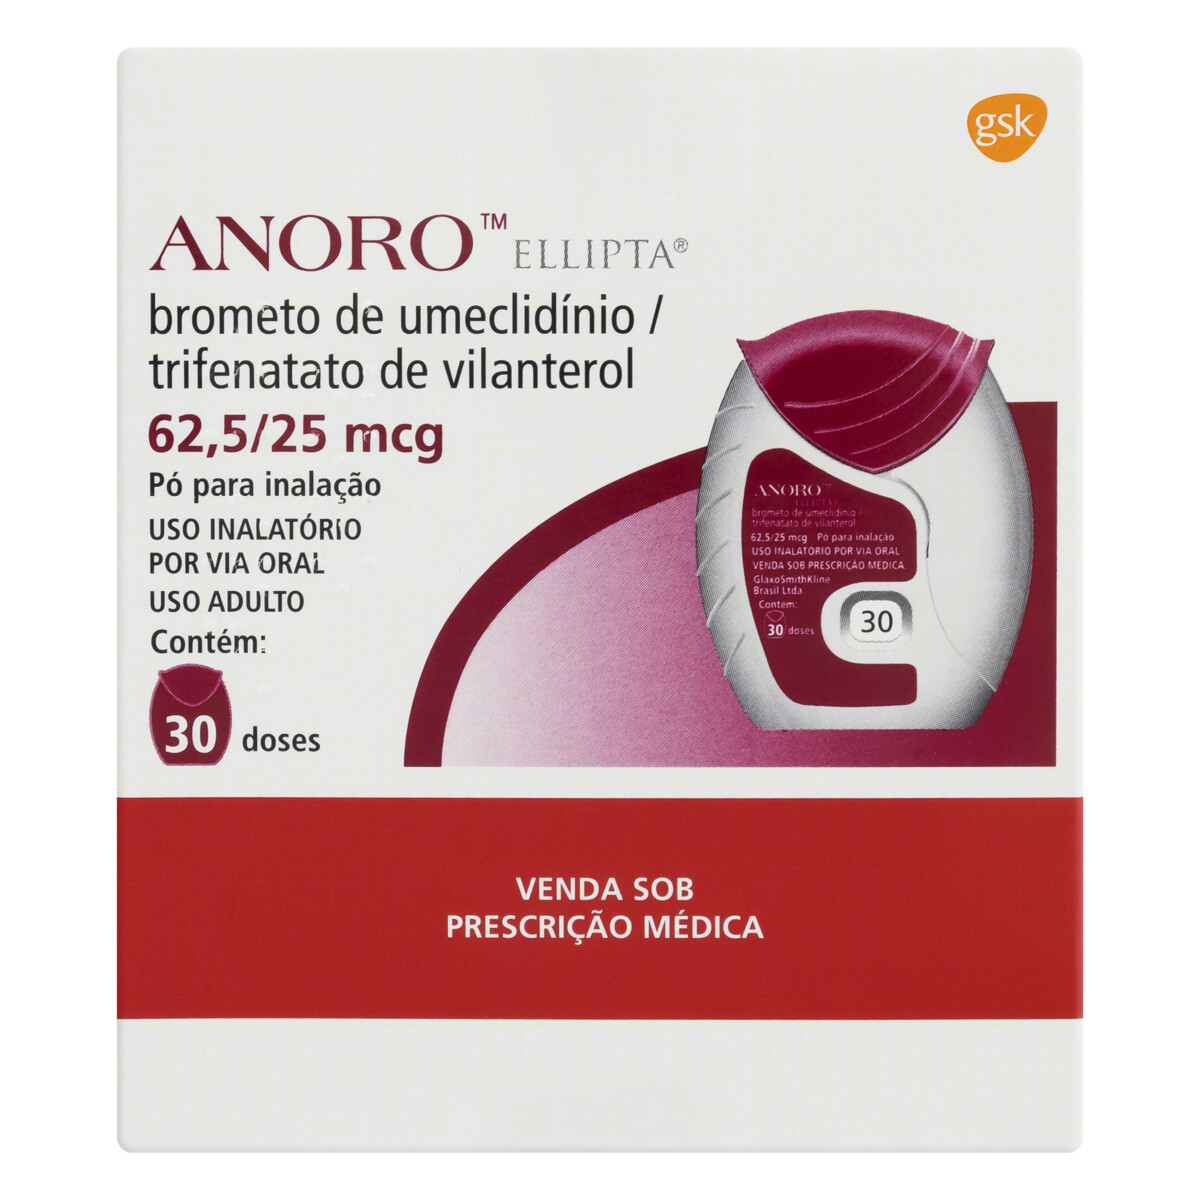 gsk
ANORO™ ELLIPTA®
brometo de umeclidínio /
trifenatato de vilanterol
62,5/25 mcg
Pó para inalação
USO INALATÓRIO
POR VIA ORAL
USO ADULTO
Contém:
30 doses
ANORO™
ELLIPTA
brometo de umeclidínio /
trifenatato de vilanterol
62,5/25 mcg Pó para inalação
USO INALATÓRIO POR VIA ORAL
VENDA SOB PRESCRIÇÃO MÉDICA.
GlaxoSmithKline
Brasil Ltda
Contém:
30 doses
30
VENDA SOB
PRESCRIÇÃO MÉDICA